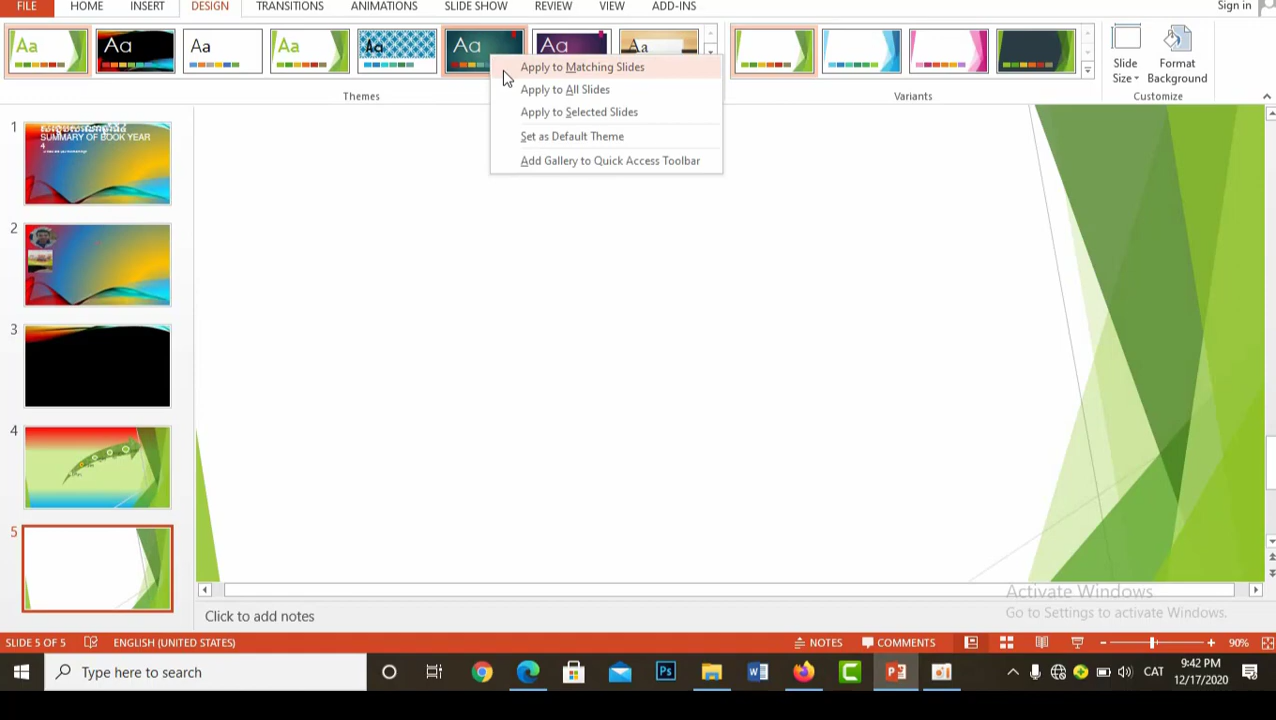 FILE HOME INSERT DESIGN TRANSITIONS ANIMATIONS SLIDE SHOW REVIEW VIEW ADD-INS Sign in
Aa Aa Aa Aa Aa Aa Aa Aa
Slide Size Format Background
Themes Variants Customize
Apply to Matching Slides
Apply to All Slides
Apply to Selected Slides
Set as Default Theme
Add Gallery to Quick Access Toolbar
1
SUMMARY OF BOOK YEAR
4
2
3
4
5
Activate Windows
Go to Settings to activate Windows.
Click to add notes
SLIDE 5 OF 5 ENGLISH (UNITED STATES) NOTES COMMENTS 90%
Type here to search
Ps
CAT
9:42 PM
12/17/2020